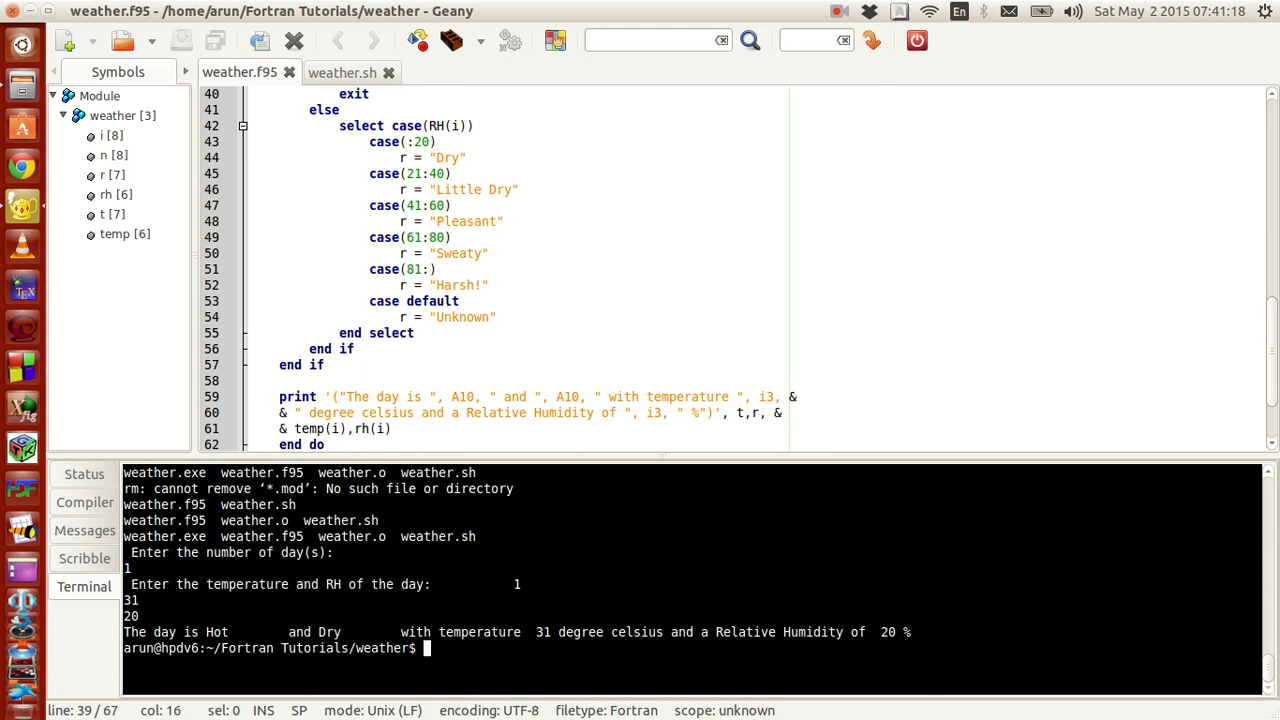 weather.f95 - /home/arun/Fortran Tutorials/weather - Geany
En
Sat May 2 2015 07:41:18
Symbols
weather.f95
weather.sh
Module
weather [3]
i [8]
n [8]
r [7]
rh [6]
t [7]
temp [6]
40 exit
41 else
42 select case(RH(i))
43 case(:20)
44 r = "Dry"
45 case(21:40)
46 r = "Little Dry"
47 case(41:60)
48 r = "Pleasant"
49 case(61:80)
50 r = "Sweaty"
51 case(81:)
52 r = "Harsh!"
53 case default
54 r = "Unknown"
55 end select
56 end if
57 end if
58
59 print '("The day is ", A10, " and ", A10, " with temperature ", i3, &
60 & " degree celsius and a Relative Humidity of ", i3, " %")', t,r, &
61 & temp(i),rh(i)
62 end do
Status
Compiler
Messages
Scribble
Terminal
weather.exe weather.f95 weather.o weather.sh
rm: cannot remove ‘*.mod’: No such file or directory
weather.f95 weather.sh
weather.f95 weather.o weather.sh
weather.exe weather.f95 weather.o weather.sh
Enter the number of day(s):
1
Enter the temperature and RH of the day: 1
31
20
The day is Hot and Dry with temperature 31 degree celsius and a Relative Humidity of 20 %
arun@hpdv6:~/Fortran Tutorials/weather$
line: 39 / 67 col: 16 sel: 0 INS SP mode: Unix (LF) encoding: UTF-8 filetype: Fortran scope: unknown